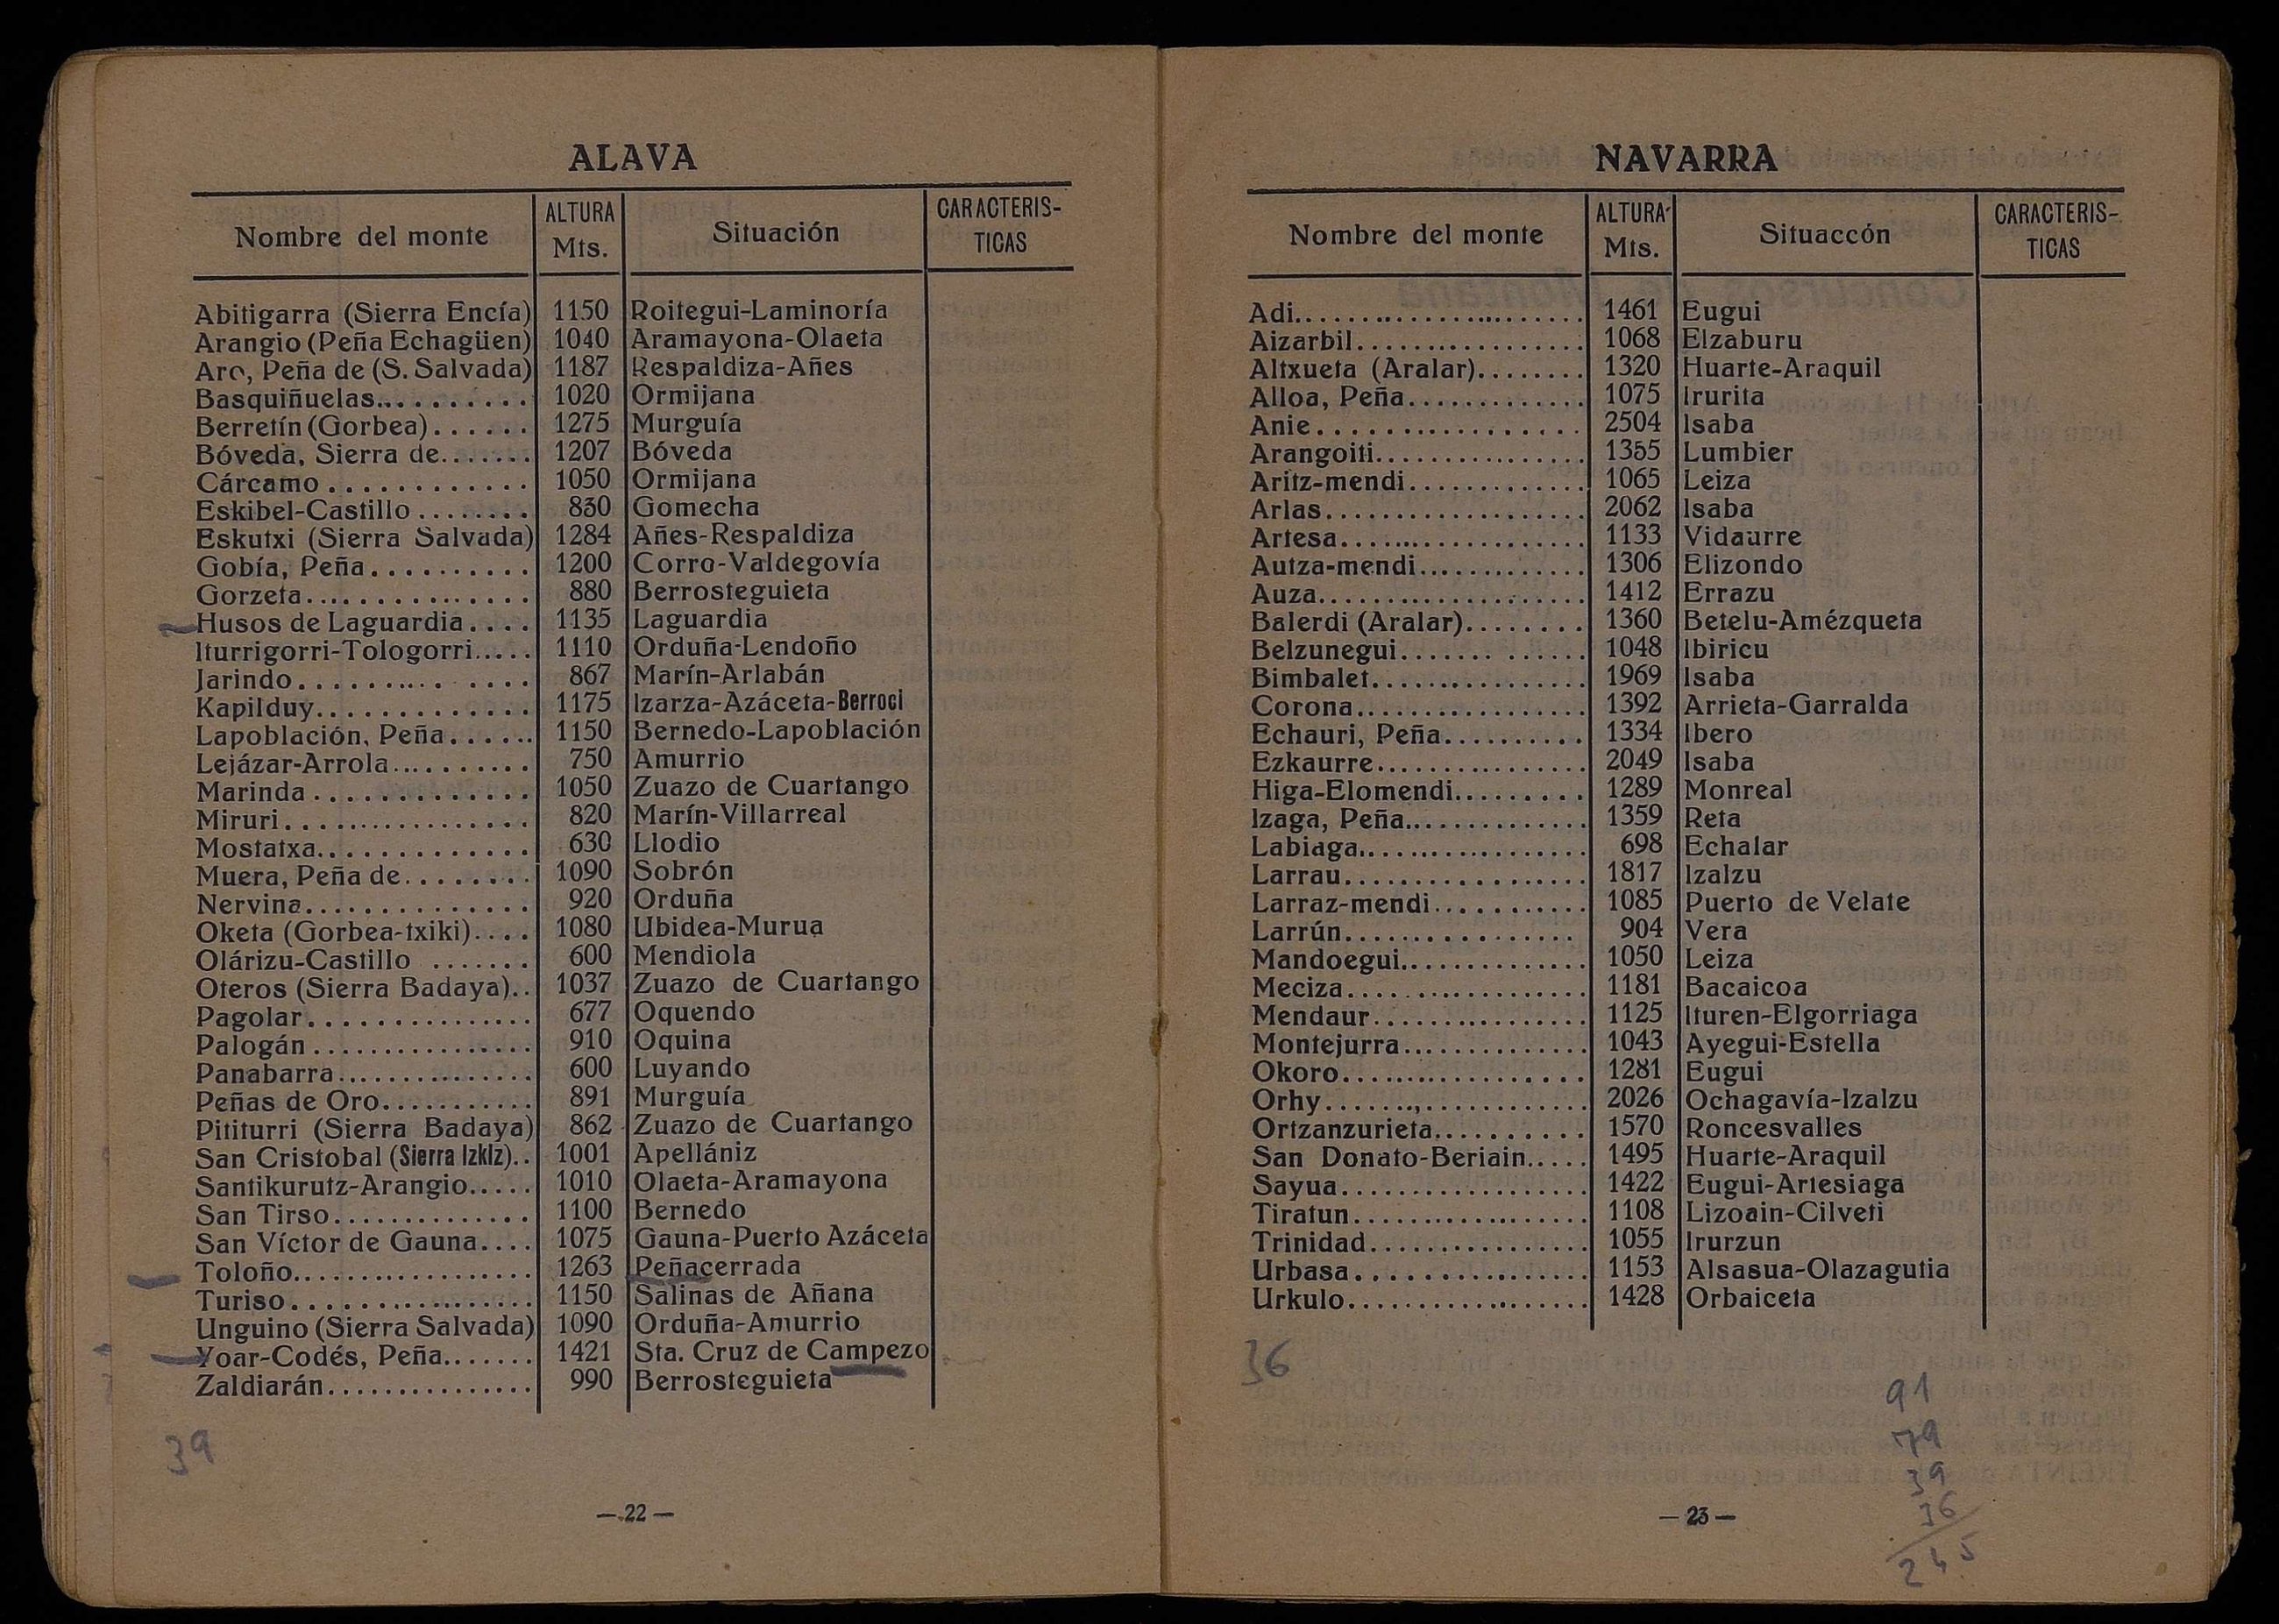 ALAVA
Nombre del monte ALTURA Mts. Situación CARACTERIS-TICAS
Abitigarra (Sierra Encía) 1150 Roitegui-Laminoría
Arangio (Peña Echagüen) 1040 Aramayona-Olaeta
Aro, Peña de (S. Salvada) 1187 Respaldiza-Añes
Basquiñuelas.......... 1020 Ormijana
Berretín (Gorbea)...... 1275 Murguía
Bóveda, Sierra de....... 1207 Bóveda
Cárcamo............ 1050 Ormijana
Eskibel-Castillo........ 830 Gomecha
Eskutxi (Sierra Salvada) 1284 Añes-Respaldiza
Gobía, Peña.......... 1200 Corro-Valdegovía
Gorzeta.............. 880 Berrosteguieta
Husos de Laguardia.... 1135 Laguardia
Iturrigorri-Tologorri..... 1110 Orduña-Lendoño
Jarindo............. 867 Marín-Arlabán
Kapilduy............. 1175 Izarza-Azáceta-Berroci
Lapoblación, Peña...... 1150 Bernedo-Lapoblación
Lejázar-Arrola.......... 750 Amurrio
Marinda............. 1050 Zuazo de Cuartango
Miruri............... 820 Marín-Villarreal
Mostatxa............. 630 Llodio
Muera, Peña de........ 1090 Sobrón
Nervina.............. 920 Orduña
Oketa (Gorbea-txiki).... 1080 Ubidea-Murua
Olárizu-Castillo ....... 600 Mendiola
Oteros (Sierra Badaya).. 1037 Zuazo de Cuartango
Pagolar.............. 677 Oquendo
Palogán.............. 910 Oquina
Panabarra............. 600 Luyando
Peñas de Oro........... 891 Murguía
Pititurri (Sierra Badaya) 862 Zuazo de Cuartango
San Cristobal (Sierra Izkiz).. 1001 Apellániz
Santikurutz-Arangio..... 1010 Olaeta-Aramayona
San Tirso.............. 1100 Bernedo
San Víctor de Gauna.... 1075 Gauna-Puerto Azáceta
Toloño................ 1263 Peñacerrada
Turiso................ 1150 Salinas de Añana
Unguino (Sierra Salvada) 1090 Orduña-Amurrio
Yoar-Codés, Peña....... 1421 Sta. Cruz de Campezo
Zaldiarán.............. 990 Berrosteguieta
39
— 22 —
NAVARRA
Nombre del monte ALTURA Mts. Situaccón CARACTERIS-TICAS
Adi.................. 1461 Eugui
Aizarbil............... 1068 Elzaburu
Altxueta (Aralar)........ 1320 Huarte-Araquil
Alloa, Peña............ 1075 Irurita
Anie................. 2504 Isaba
Arangoiti.............. 1355 Lumbier
Aritz-mendi............ 1065 Leiza
Arlas................. 2062 Isaba
Artesa................ 1133 Vidaurre
Autza-mendi............ 1306 Elizondo
Auza................. 1412 Errazu
Balerdi (Aralar)........ 1360 Betelu-Amézqueta
Belzunegui............. 1048 Ibiricu
Bimbalet.............. 1969 Isaba
Corona............... 1392 Arrieta-Garralda
Echauri, Peña.......... 1334 Ibero
Ezkaurre.............. 2049 Isaba
Higa-Elomendi......... 1289 Monreal
Izaga, Peña............ 1359 Reta
Labiaga............... 698 Echalar
Larrau................ 1817 Izalzu
Larraz-mendi........... 1085 Puerto de Velate
Larrún................ 904 Vera
Mandoegui............. 1050 Leiza
Meciza................ 1181 Bacaicoa
Mendaur.............. 1125 Ituren-Elgorriaga
Montejurra............. 1043 Ayegui-Estella
Okoro................ 1281 Eugui
Orhy................. 2026 Ochagavía-Izalzu
Ortzanzurieta.......... 1570 Roncesvalles
San Donato-Beriain..... 1495 Huarte-Araquil
Sayua................ 1422 Eugui-Artesiaga
Tiratun............... 1108 Lizoain-Cilveti
Trinidad.............. 1055 Irurzun
Urbasa............... 1153 Alsasua-Olazagutia
Urkulo............... 1428 Orbaiceta
36
91
79
39
36
245
— 23 —